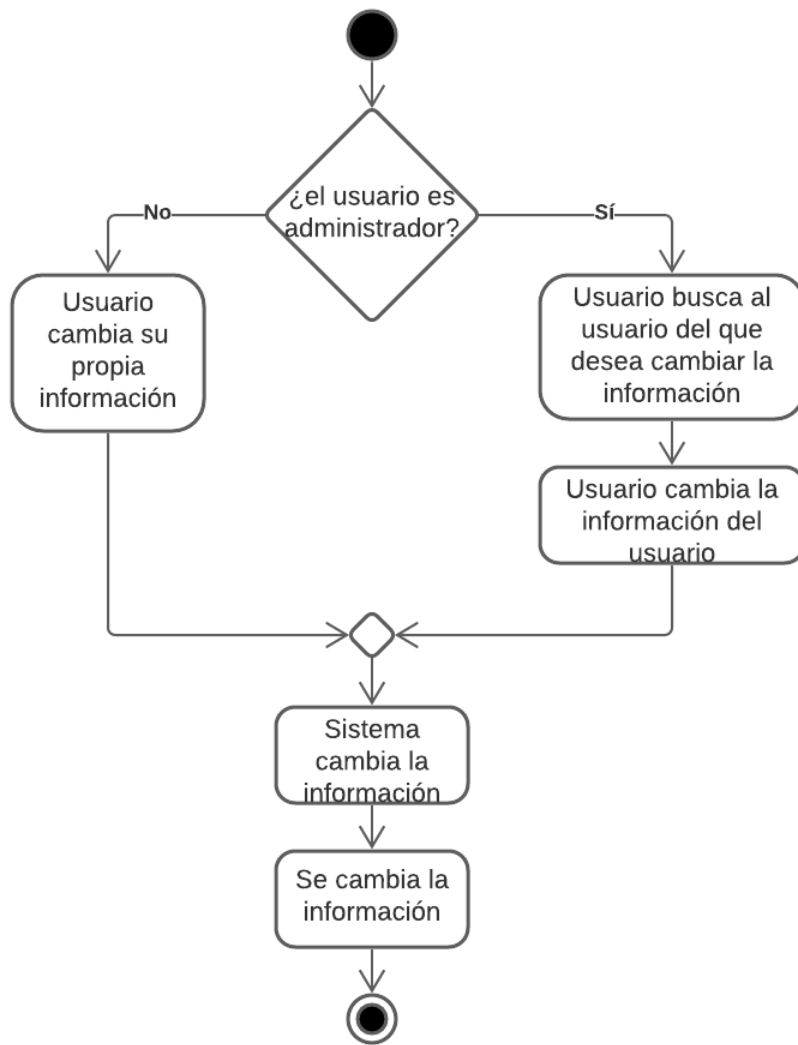 ¿el usuario es
administrador?
No
Sí
Usuario
cambia su
propia
información
Usuario busca al
usuario del que
desea cambiar la
información
Usuario cambia la
información del
usuario
Sistema
cambia la
información
Se cambia la
información